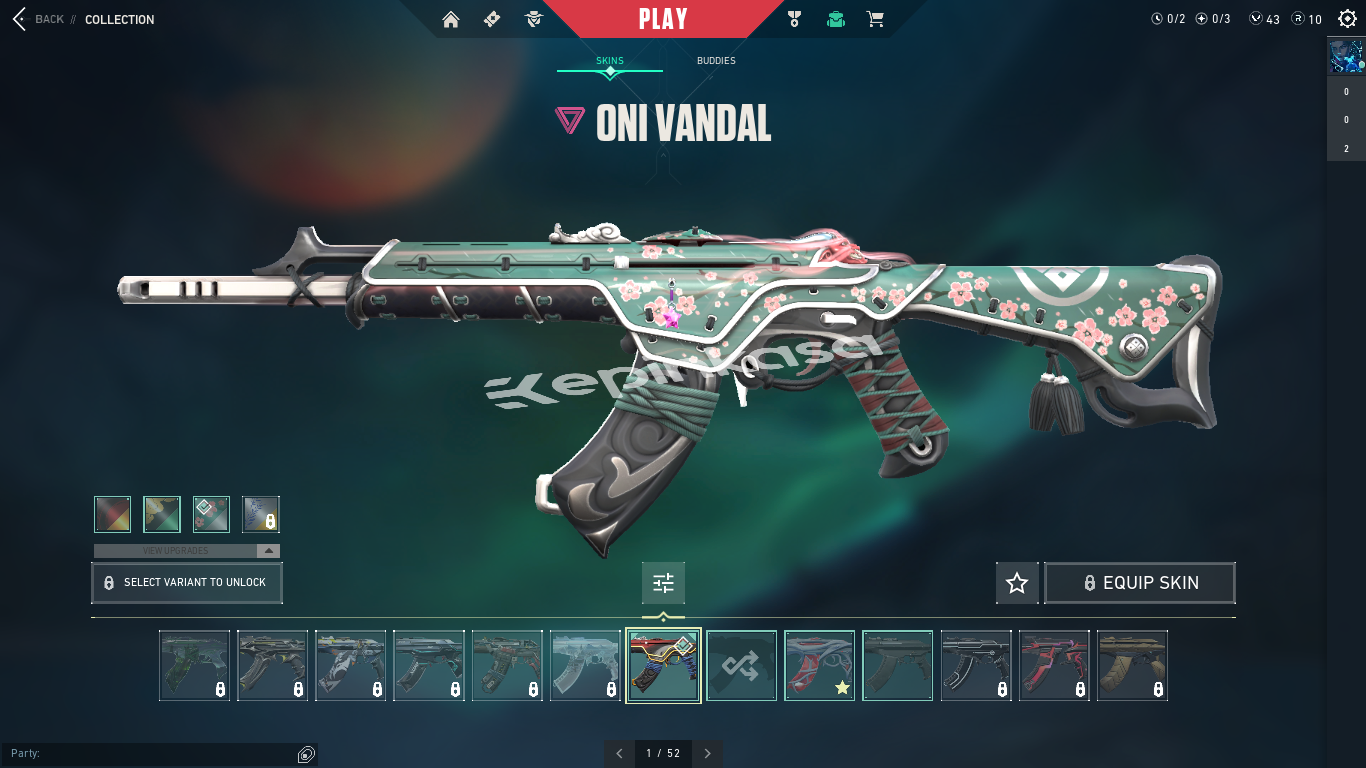 BACK // COLLECTION
PLAY
0/2
0/3
43
10
SKINS
BUDDIES
ONI VANDAL
0
0
2
epinkasa
VIEW UPGRADES
SELECT VARIANT TO UNLOCK
EQUIP SKIN
Party:
1 / 52